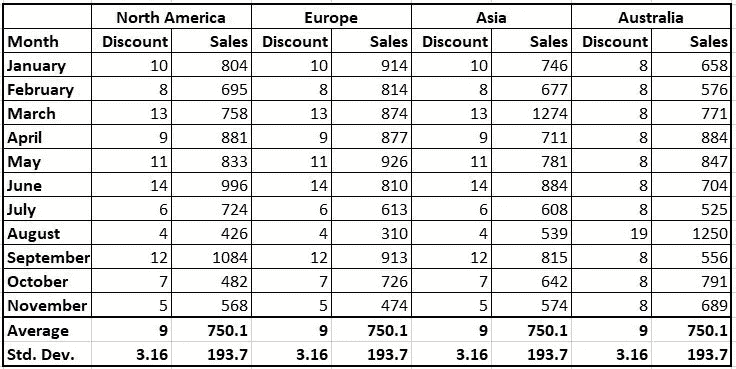 North America Europe Asia Australia
Month Discount Sales Discount Sales Discount Sales Discount Sales
January 10 804 10 914 10 746 8 658
February 8 695 8 814 8 677 8 576
March 13 758 13 874 13 1274 8 771
April 9 881 9 877 9 711 8 884
May 11 833 11 926 11 781 8 847
June 14 996 14 810 14 884 8 704
July 6 724 6 613 6 608 8 525
August 4 426 4 310 4 539 19 1250
September 12 1084 12 913 12 815 8 556
October 7 482 7 726 7 642 8 791
November 5 568 5 474 5 574 8 689
Average 9 750.1 9 750.1 9 750.1 9 750.1
Std. Dev. 3.16 193.7 3.16 193.7 3.16 193.7 3.16 193.7